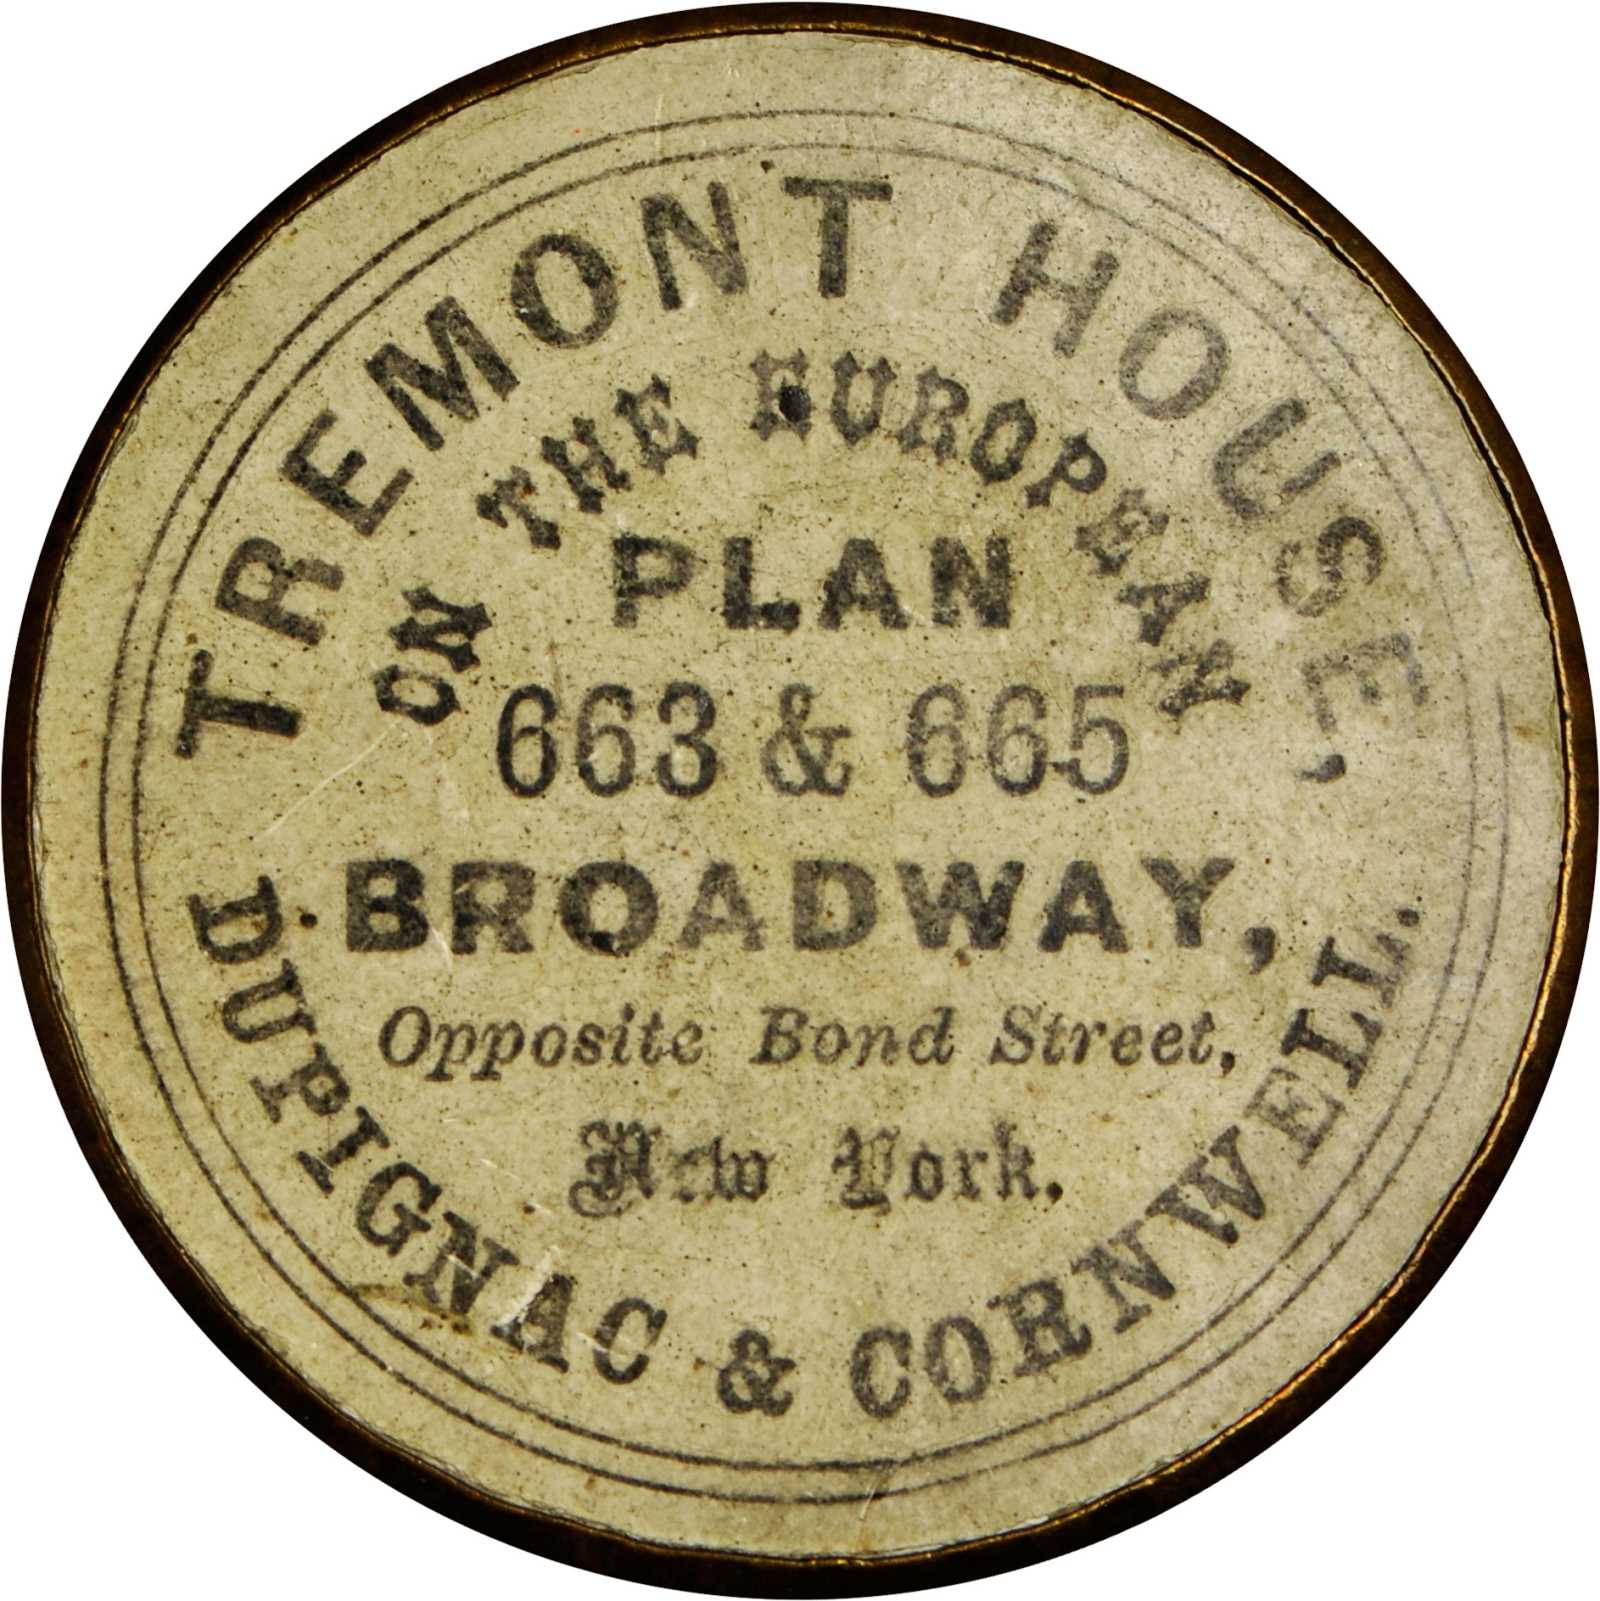 TREMONT HOUSE,
ON THE EUROPEAN
PLAN
663 & 665
BROADWAY,
Opposite Bond Street,
New York.
DUPIGNAC & CORNWELL.